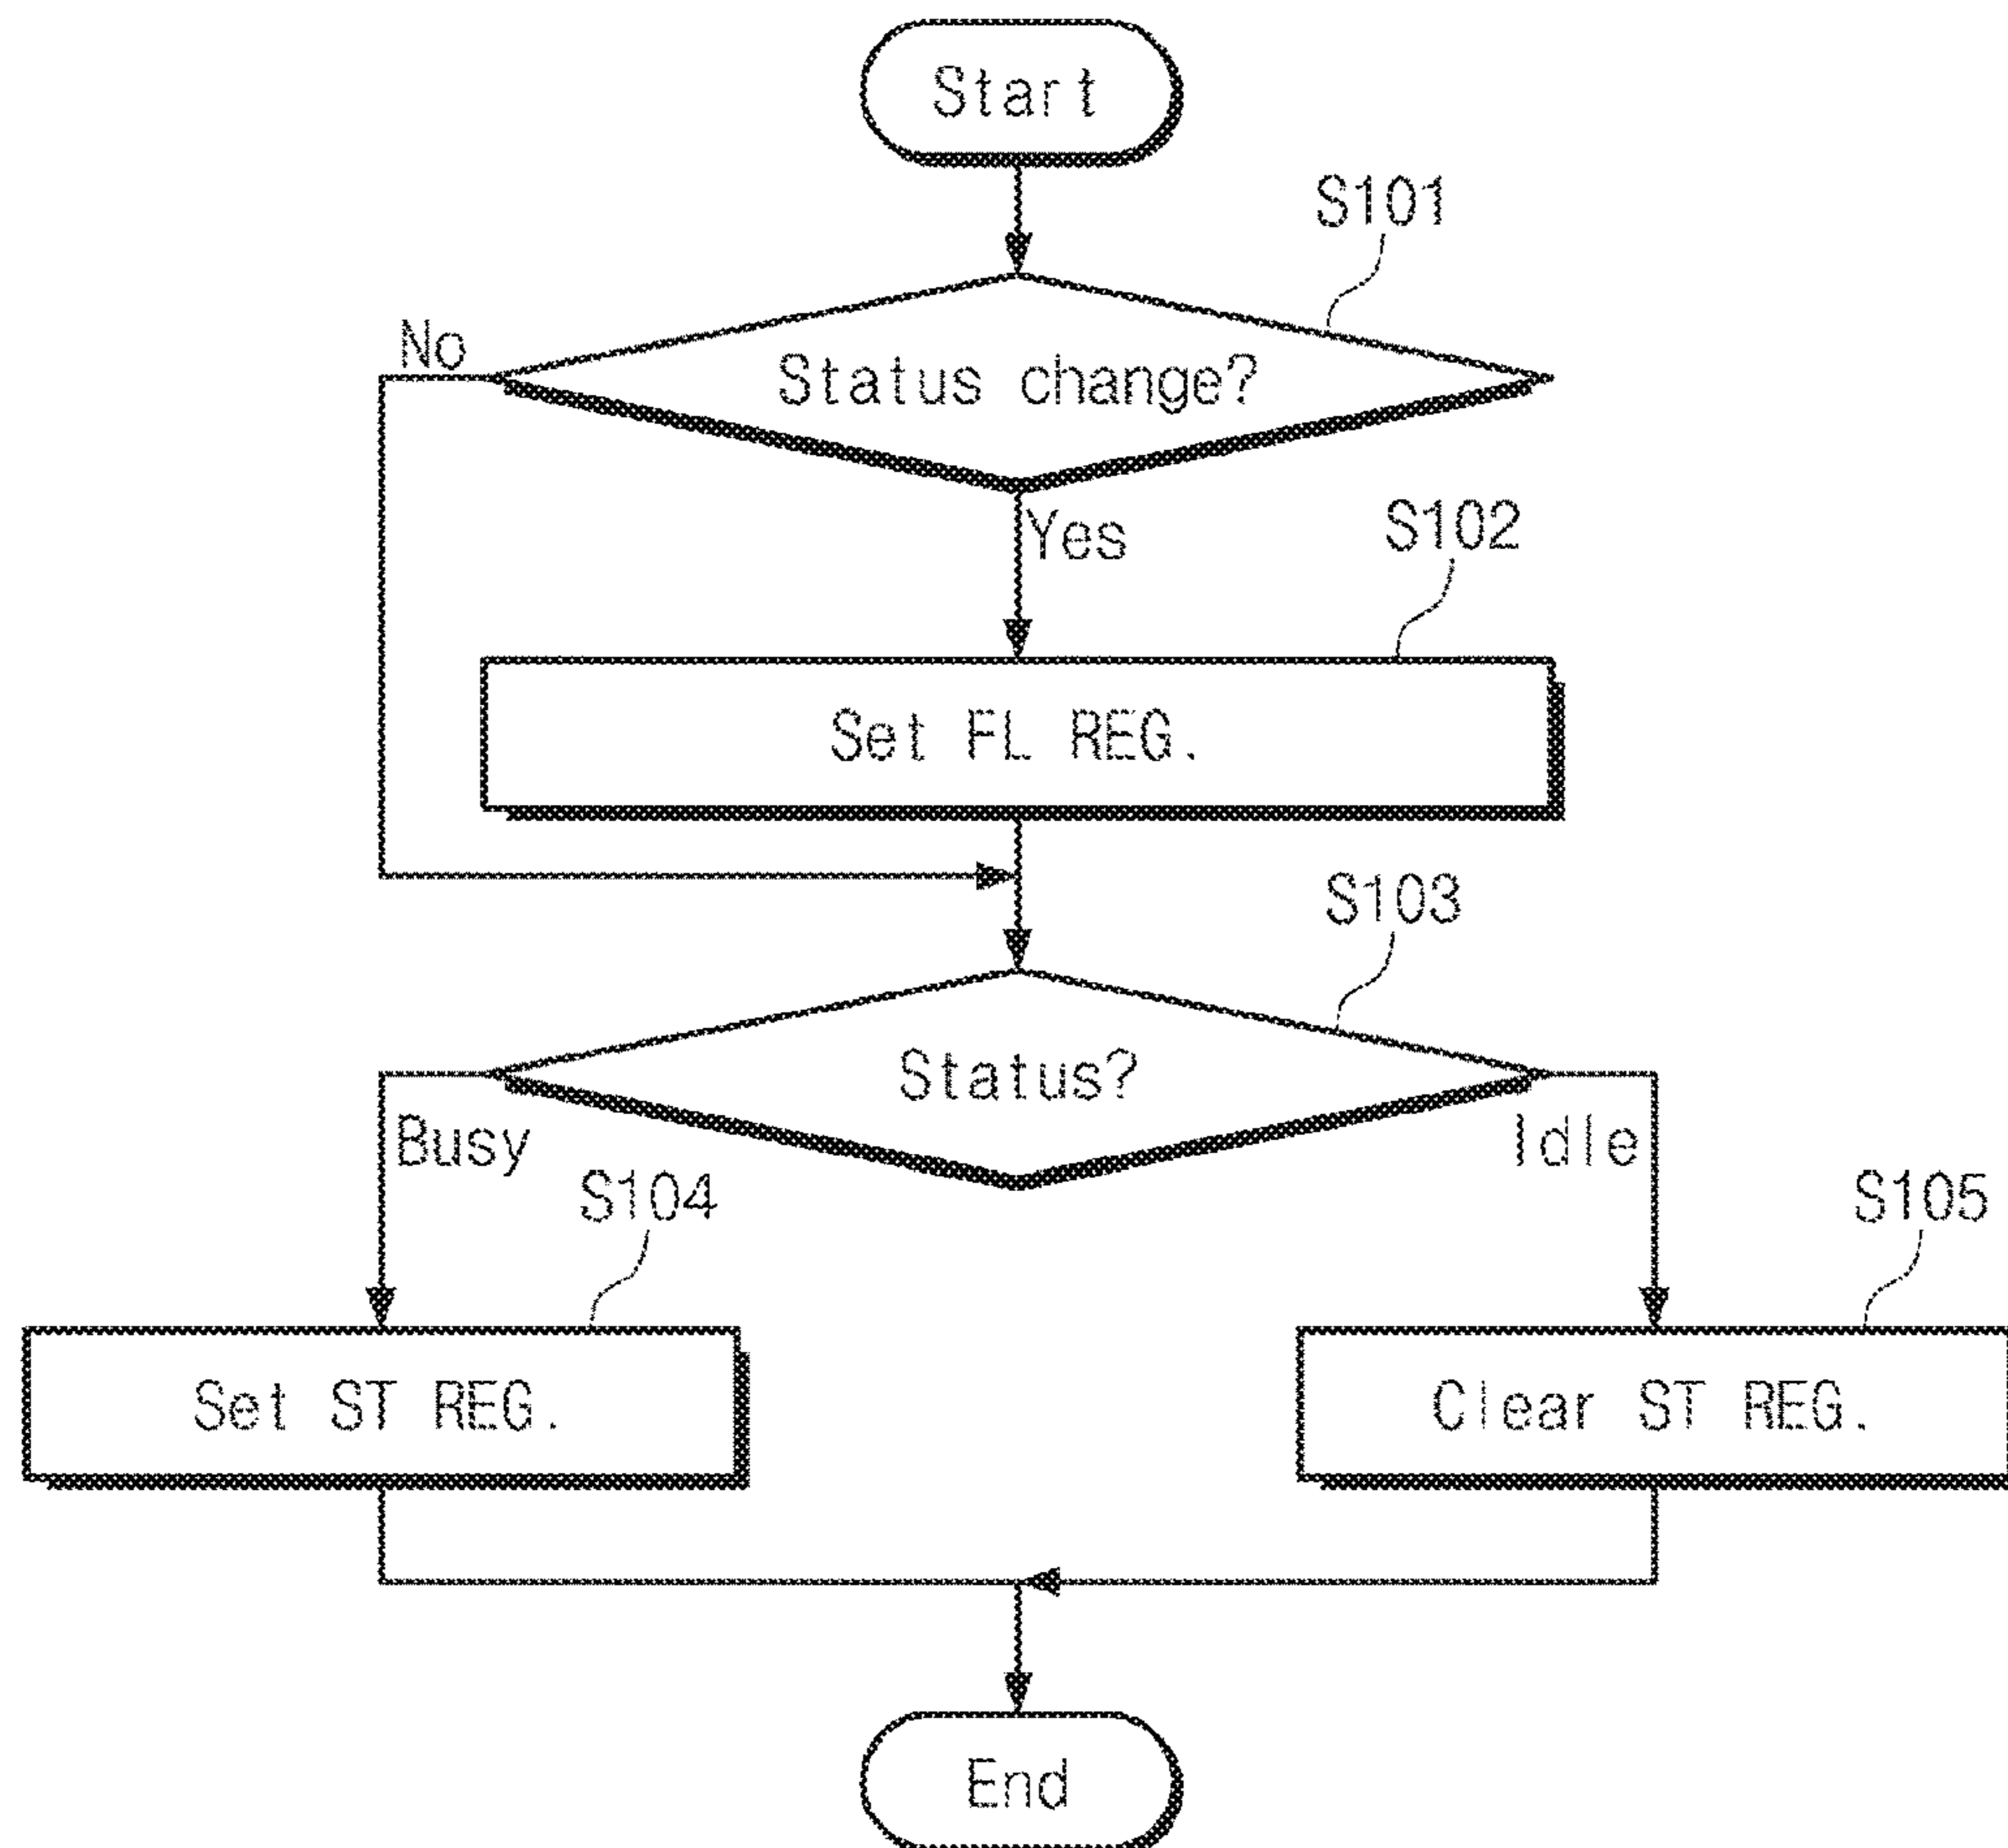 Start
S101
No
Status change?
Yes
S102
Set FL REG.
S103
Status?
Busy
Idle
S104
S105
Set ST REG.
Clear ST REG.
End